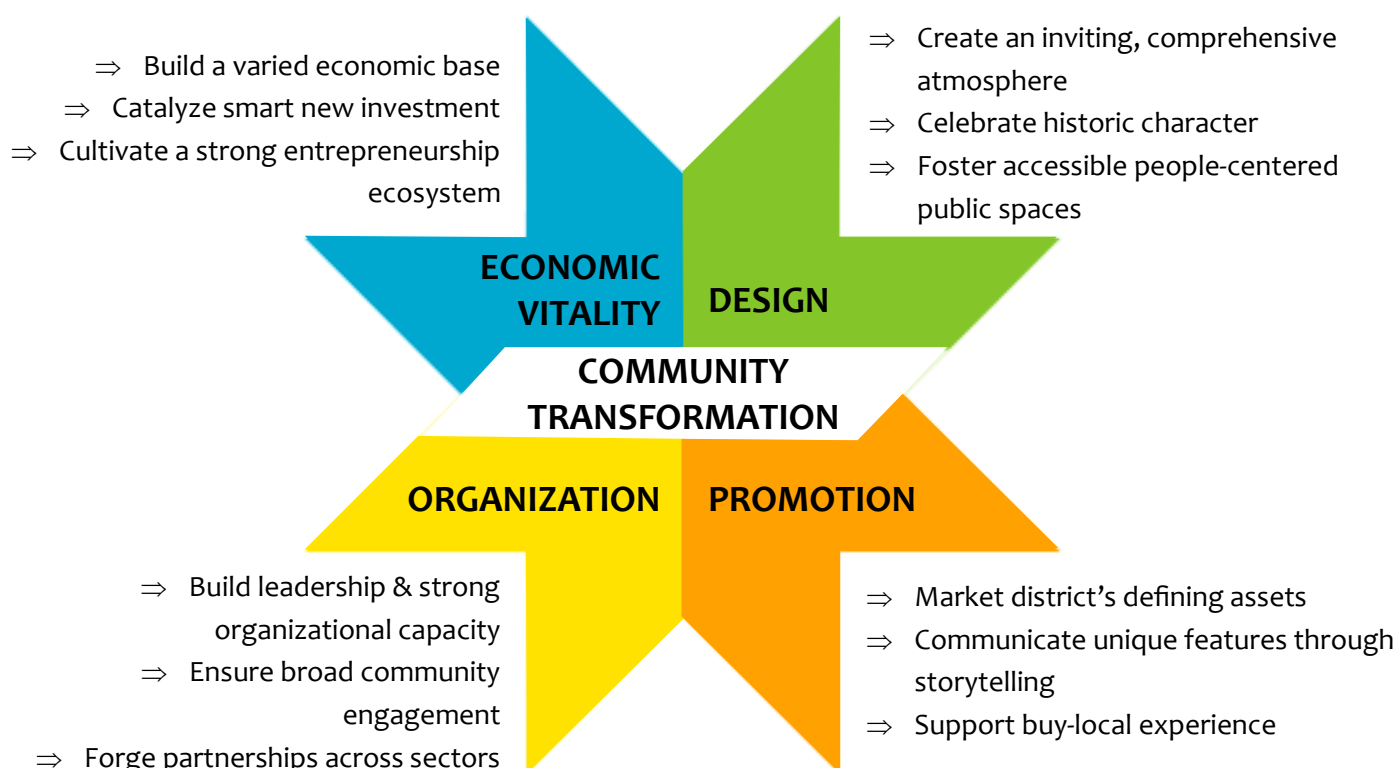 ⇒ Build a varied economic base
⇒ Catalyze smart new investment
⇒ Cultivate a strong entrepreneurship
ecosystem
⇒ Create an inviting, comprehensive
atmosphere
⇒ Celebrate historic character
⇒ Foster accessible people-centered
public spaces
ECONOMIC
VITALITY
DESIGN
COMMUNITY
TRANSFORMATION
ORGANIZATION
PROMOTION
⇒ Build leadership & strong
organizational capacity
⇒ Ensure broad community
engagement
⇒ Forge partnerships across sectors
⇒ Market district’s defining assets
⇒ Communicate unique features through
storytelling
⇒ Support buy-local experience